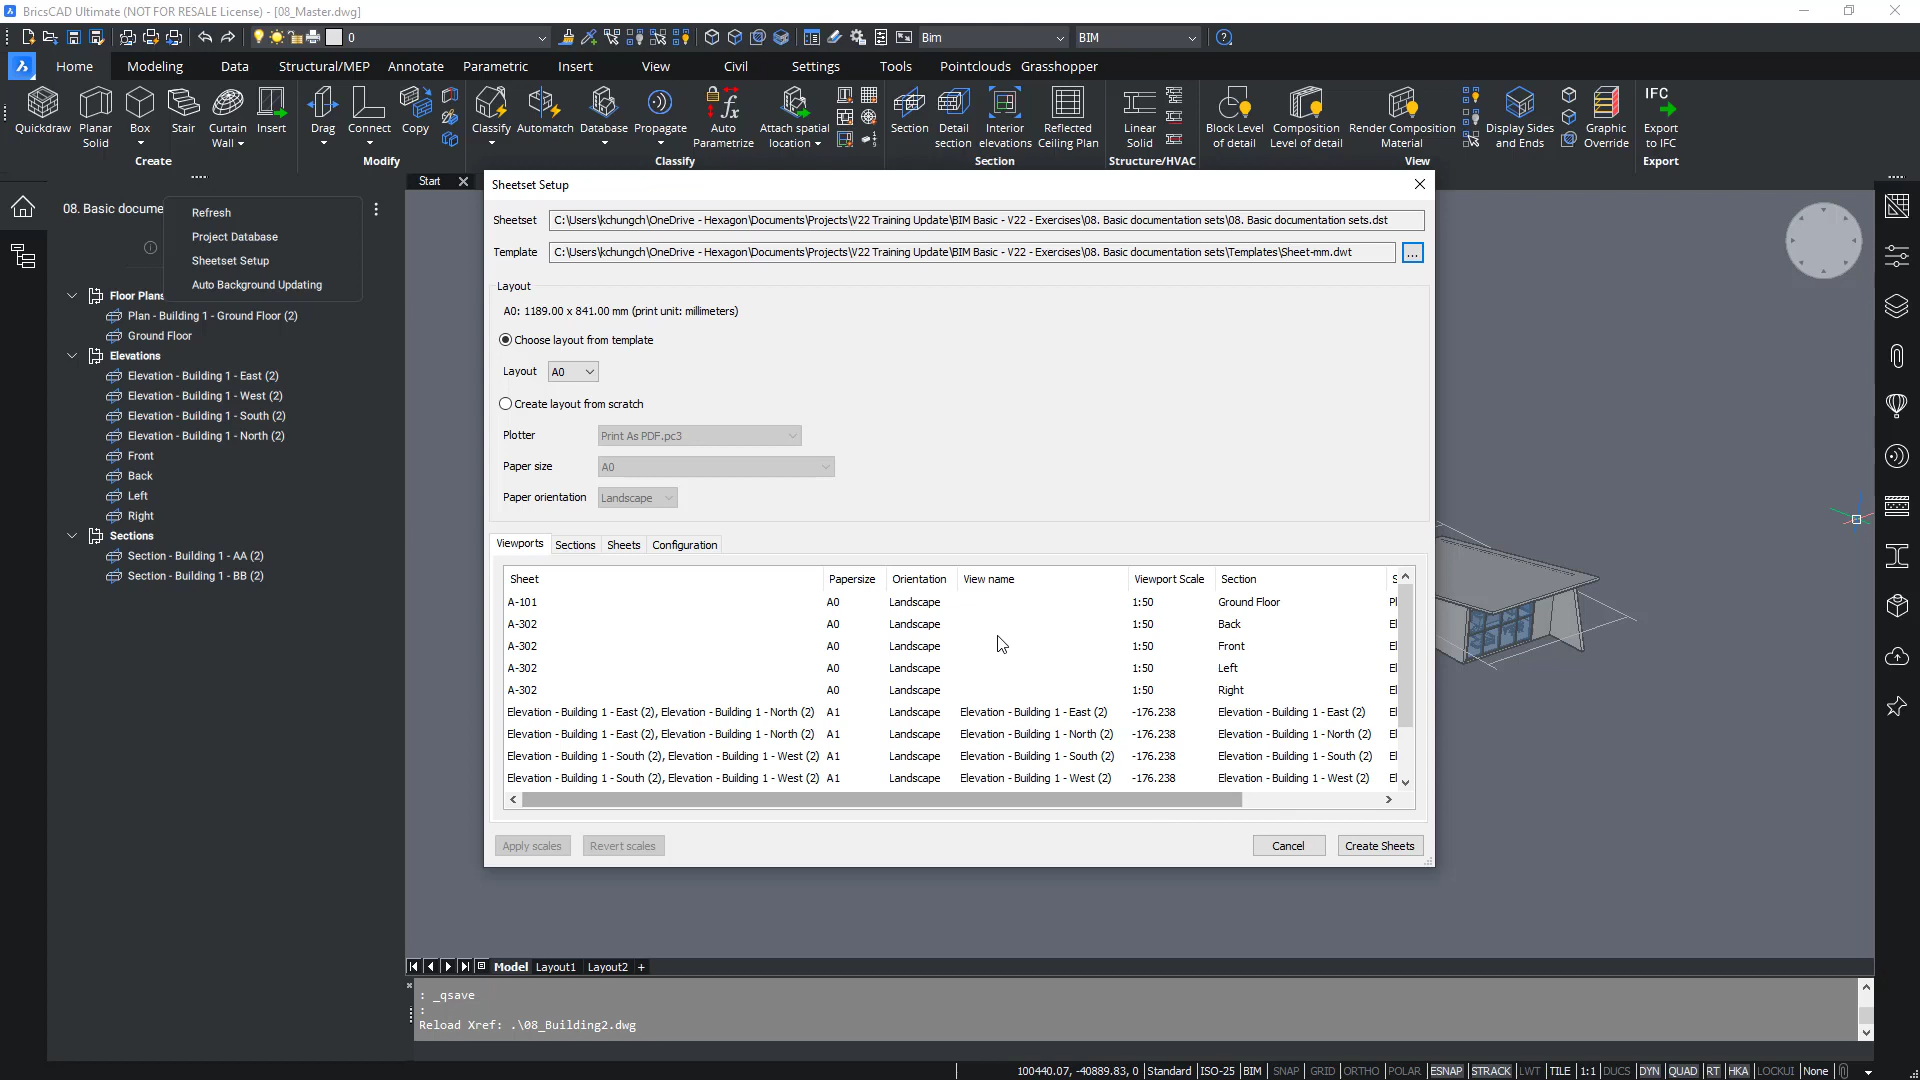 BricsCAD Ultimate (NOT FOR RESALE License) - [08_Master.dwg]
0
Bim
BIM
Home Modeling Data Structural/MEP Annotate Parametric Insert View Civil Settings Tools Pointclouds Grasshopper
Quickdraw
Planar Solid
Box
Stair
Curtain Wall
Insert
Create
Drag
Connect
Copy
Modify
Classify
Automatch
Database
Propagate
Auto Parametrize
Attach spatial location
Classify
Section
Detail section
Interior elevations
Reflected Ceiling Plan
Section
Linear Solid
Structure/HVAC
Block Level of detail
Composition Level of detail
Render Composition Material
Display Sides and Ends
Graphic Override
View
IFC
Export to IFC
Export
Start
08. Basic docume
Refresh
Project Database
Sheetset Setup
Auto Background Updating
Floor Plans
Plan - Building 1 - Ground Floor (2)
Ground Floor
Elevations
Elevation - Building 1 - East (2)
Elevation - Building 1 - West (2)
Elevation - Building 1 - South (2)
Elevation - Building 1 - North (2)
Front
Back
Left
Right
Sections
Section - Building 1 - AA (2)
Section - Building 1 - BB (2)
Sheetset Setup
Sheetset C:\Users\kchungch\OneDrive - Hexagon\Documents\Projects\V22 Training Update\BIM Basic - V22 - Exercises\08. Basic documentation sets\08. Basic documentation sets.dst
Template C:\Users\kchungch\OneDrive - Hexagon\Documents\Projects\V22 Training Update\BIM Basic - V22 - Exercises\08. Basic documentation sets\Templates\Sheet-mm.dwt ...
Layout
A0: 1189.00 x 841.00 mm (print unit: millimeters)
Choose layout from template
Layout A0
Create layout from scratch
Plotter Print As PDF.pc3
Paper size A0
Paper orientation Landscape
Viewports Sections Sheets Configuration
Sheet Papersize Orientation View name Viewport Scale Section S
A-101 A0 Landscape 1:50 Ground Floor Pl
A-302 A0 Landscape 1:50 Back El
A-302 A0 Landscape 1:50 Front El
A-302 A0 Landscape 1:50 Left El
A-302 A0 Landscape 1:50 Right El
Elevation - Building 1 - East (2), Elevation - Building 1 - North (2) A1 Landscape Elevation - Building 1 - East (2) -176.238 Elevation - Building 1 - East (2) El
Elevation - Building 1 - East (2), Elevation - Building 1 - North (2) A1 Landscape Elevation - Building 1 - North (2) -176.238 Elevation - Building 1 - North (2) El
Elevation - Building 1 - South (2), Elevation - Building 1 - West (2) A1 Landscape Elevation - Building 1 - South (2) -176.238 Elevation - Building 1 - South (2) El
Elevation - Building 1 - South (2), Elevation - Building 1 - West (2) A1 Landscape Elevation - Building 1 - West (2) -176.238 Elevation - Building 1 - West (2) El
Apply scales Revert scales Cancel Create Sheets
Model Layout1 Layout2 +
: _qsave
:
Reload Xref: .\08_Building2.dwg
100440.07, -40889.83, 0 Standard ISO-25 BIM SNAP GRID ORTHO POLAR ESNAP STRACK LWT TILE 1:1 DUCS DYN QUAD RT HKA LOCKUI None